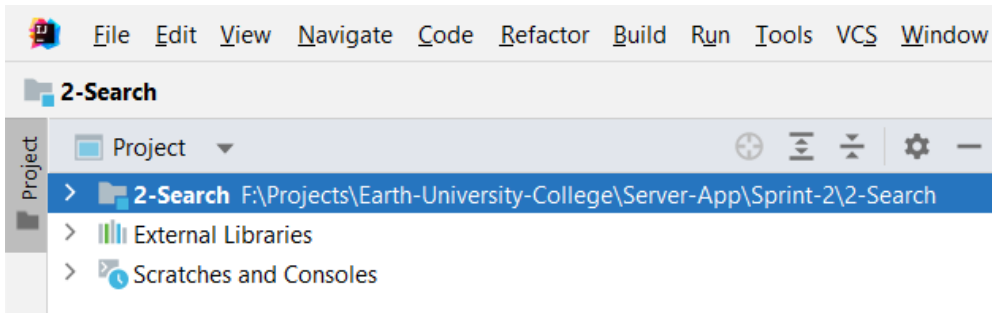 File Edit View Navigate Code Refactor Build Run Tools VCS Window
2-Search
Project
Project
2-Search F:\Projects\Earth-University-College\Server-App\Sprint-2\2-Search
External Libraries
Scratches and Consoles